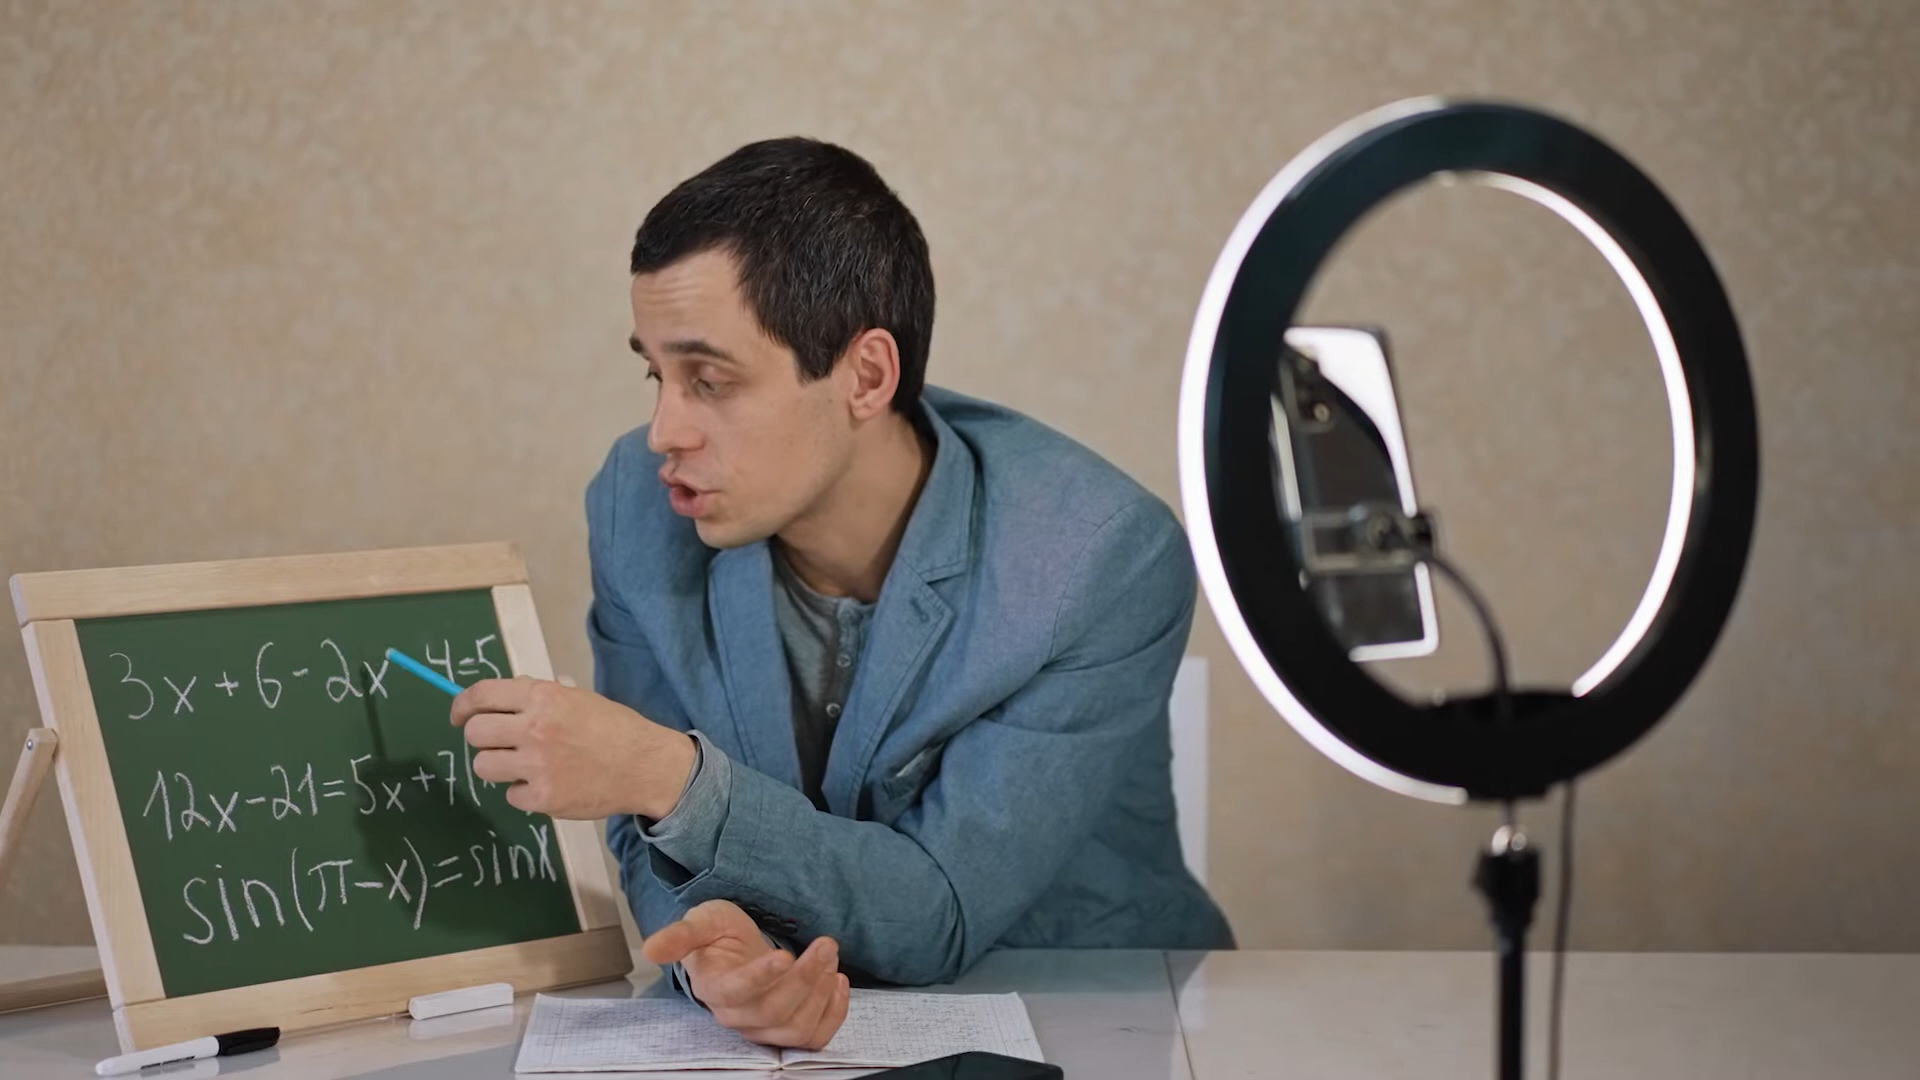 3x+6-2x 4=5
12x-21=5x+7(
sin(π-x)=sinx